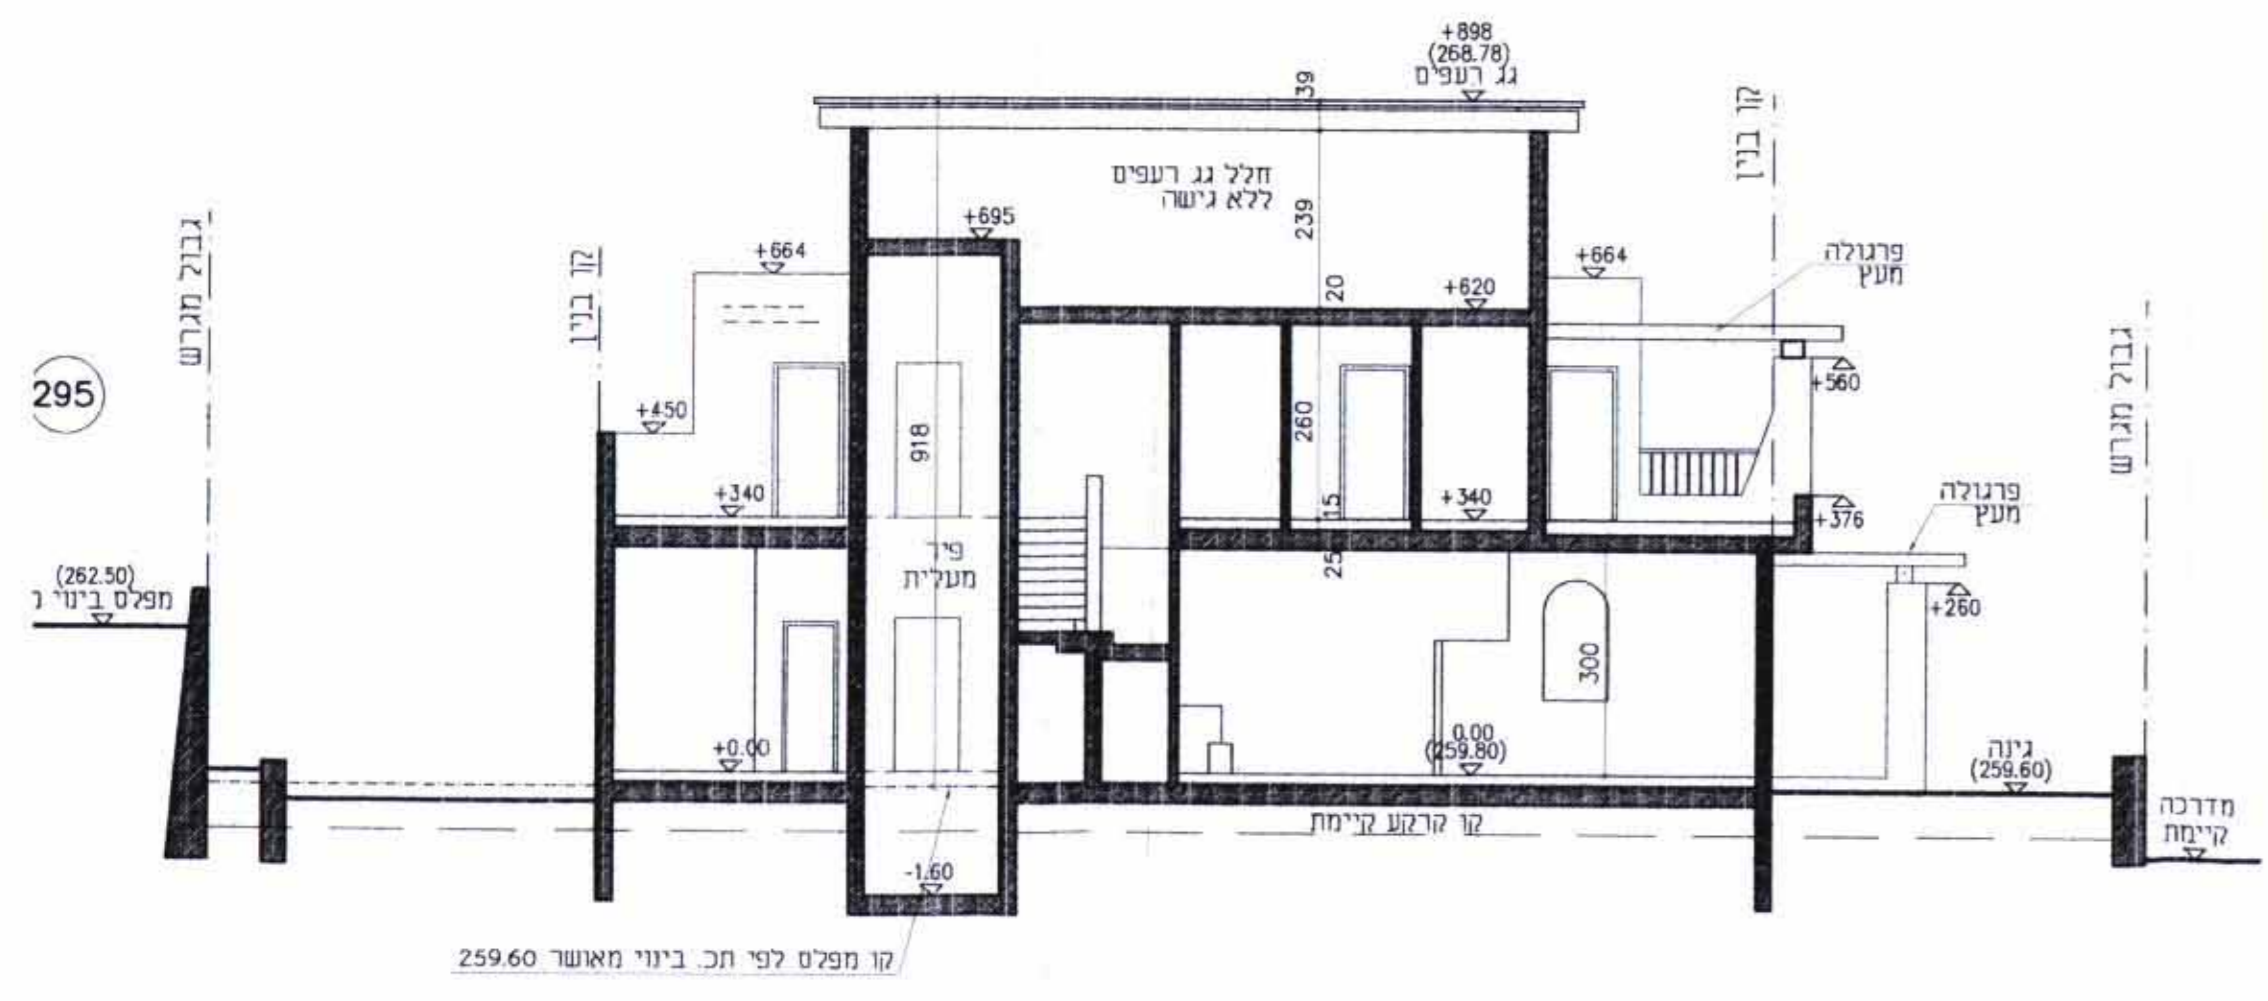 +898
(268.78)
גג רעפים
39
קו בנין
חלל גג רעפים
ללא גישה
239
+695
גבול מגרש
קו בנין
+664
+664
פרגולה
מעץ
20
+620
גבול מגרש
295
+560
+450
918
260
+340
15
+340
+376
פרגולה
מעץ
פיר
מעלית
25
(262.50)
מפלס בינוי
+260
300
+0.00
0.00
(259.80)
גינה
(259.60)
מדרכה
קיימת
קו קרקע קיימת
-1.60
קו מפלס לפי תכ. בינוי מאושר 259.60